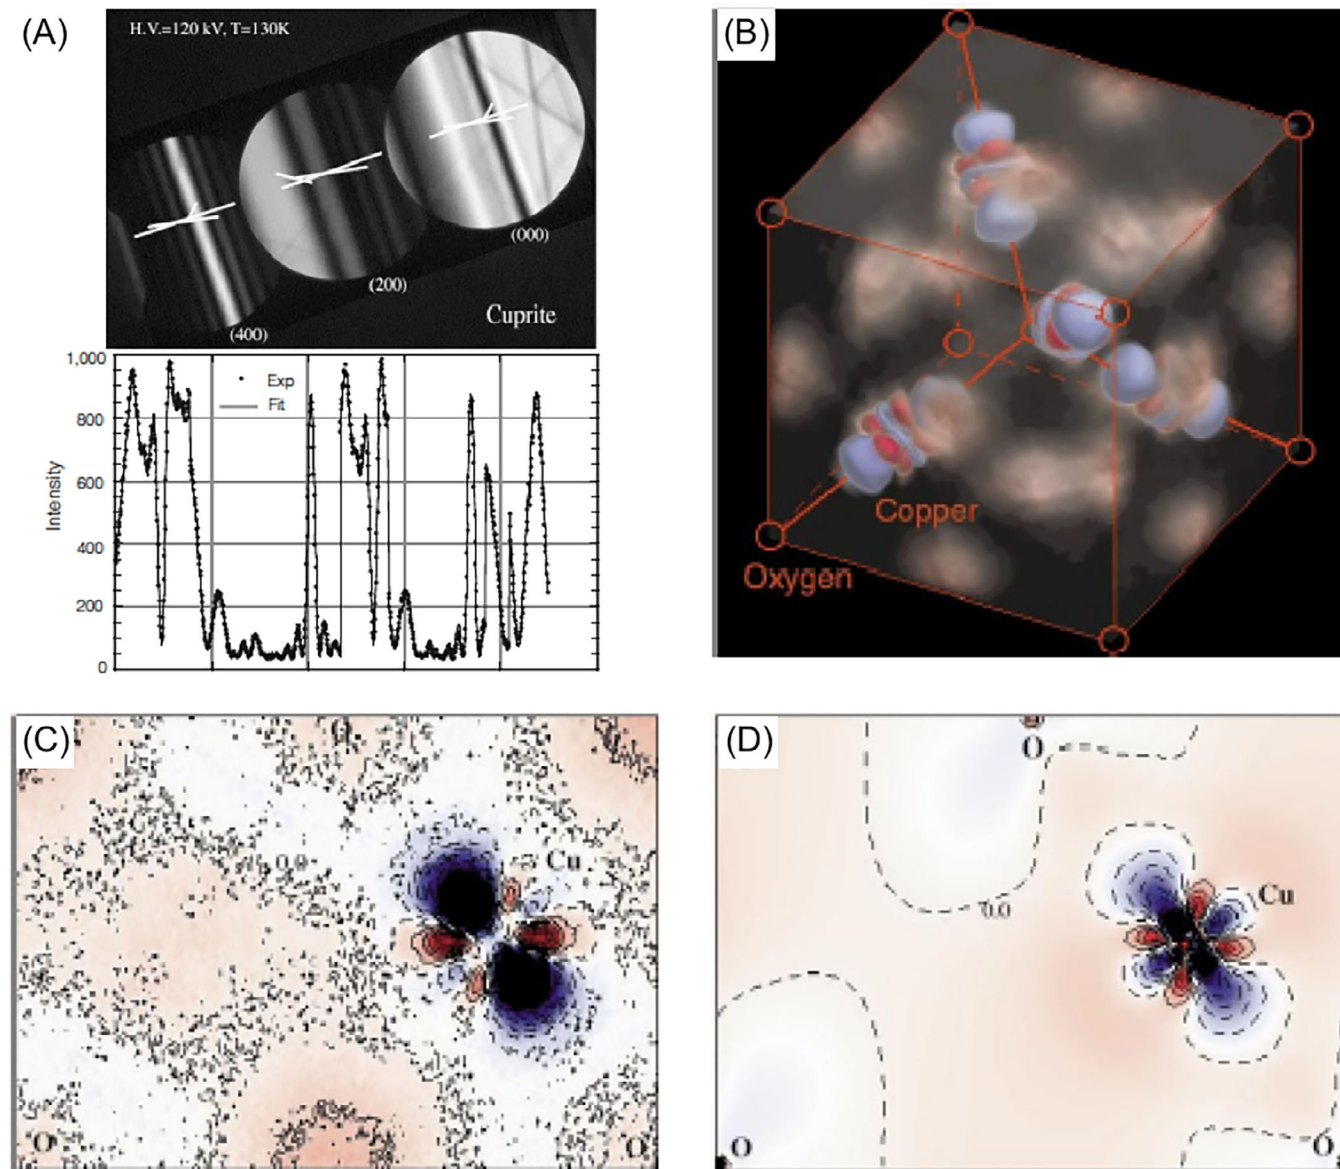 (A)
H.V.=120 kV, T=130K
(000)
(200)
(400)
Cuprite
1,000
800
600
400
200
0
Intensity
Exp
Fit
(B)
Copper
Oxygen
(C)
0.0
Cu
O
O
(D)
O
0.0
Cu
O
O